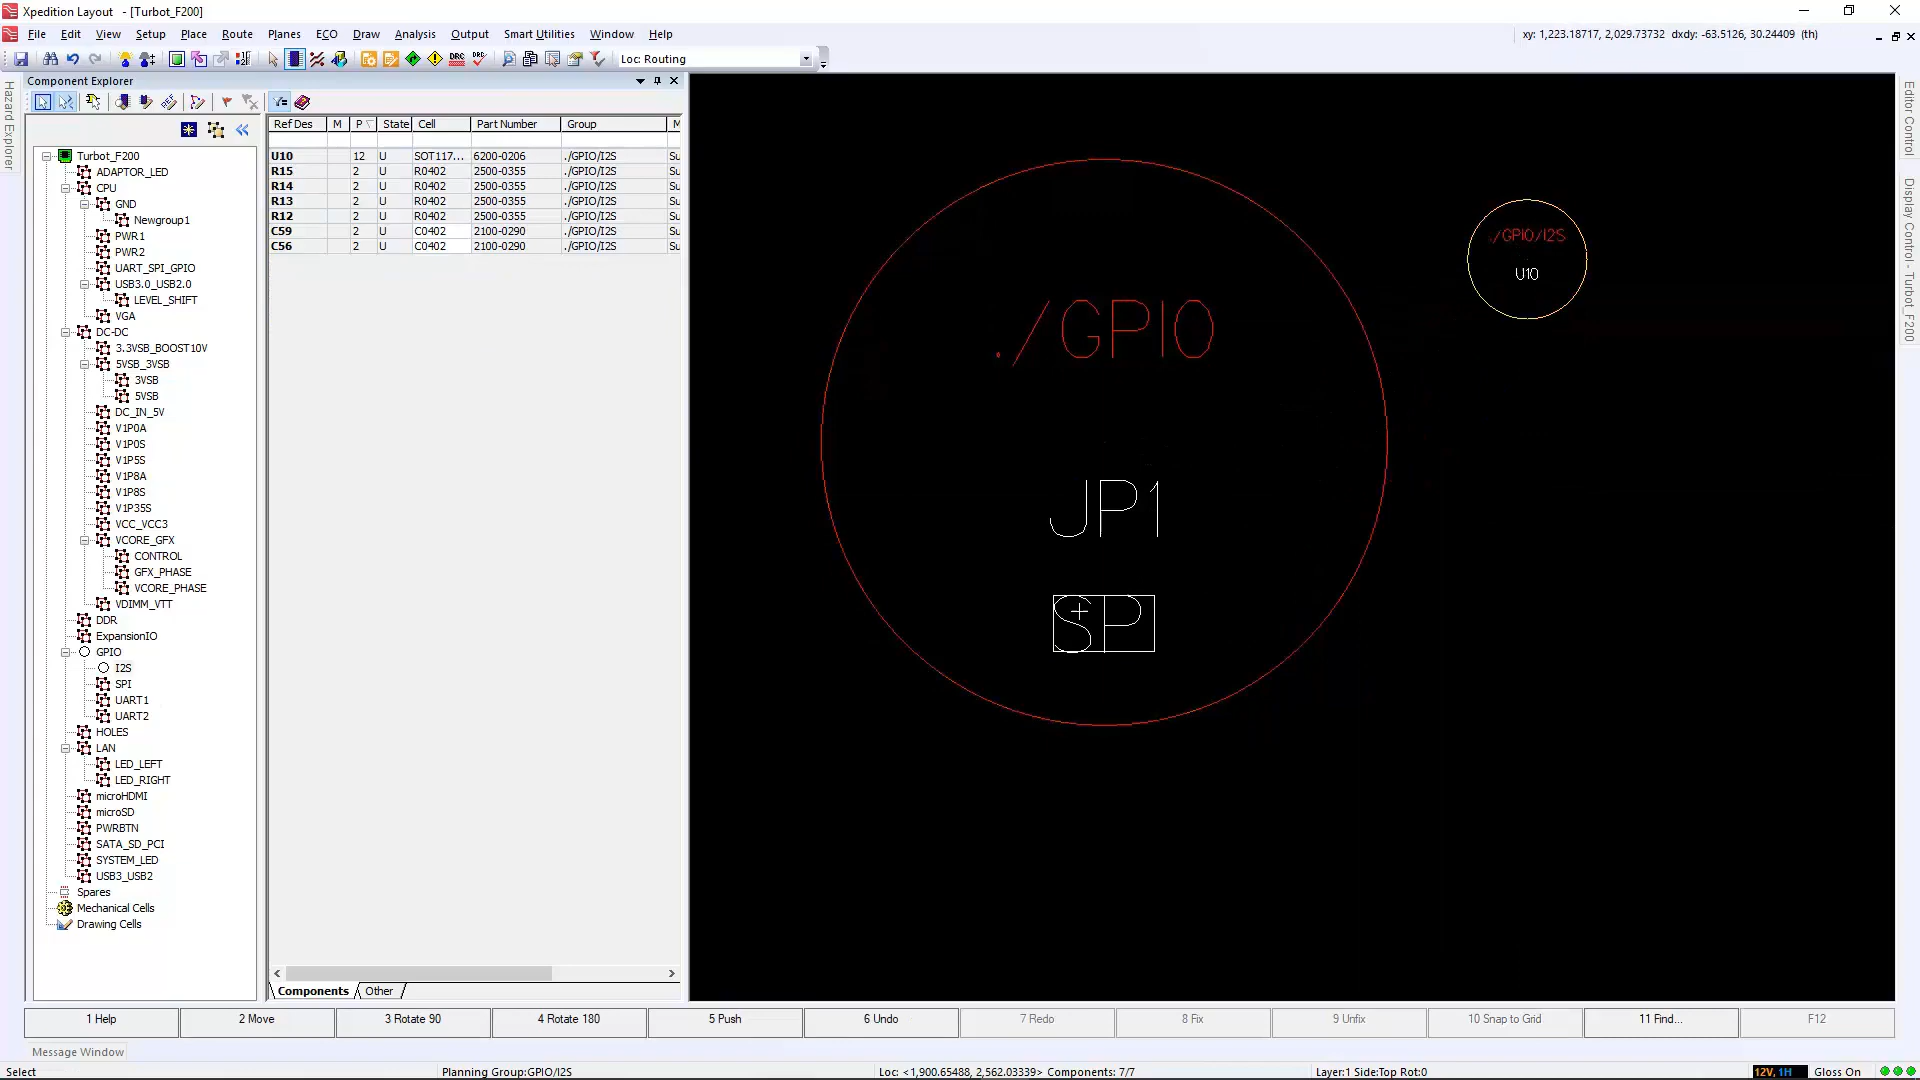 Xpedition Layout - [Turbot_F200]
File Edit View Setup Place Route Planes ECO Draw Analysis Output Smart Utilities Window Help
xy: 1,223.18717, 2,029.73732 dxdy: -63.5126, 30.24409 (th)
Loc: Routing
Component Explorer
Hazard Explorer
Turbot_F200
ADAPTOR_LED
CPU
GND
Newgroup1
PWR1
PWR2
UART_SPI_GPIO
USB3.0_USB2.0
LEVEL_SHIFT
VGA
DC-DC
3.3VSB_BOOST10V
5VSB_3VSB
3VSB
5VSB
DC_IN_5V
V1P0A
V1P0S
V1P5S
V1P8A
V1P8S
V1P35S
VCC_VCC3
VCORE_GFX
CONTROL
GFX_PHASE
VCORE_PHASE
VDIMM_VTT
DDR
ExpansionIO
GPIO
I2S
SPI
UART1
UART2
HOLES
LAN
LED_LEFT
LED_RIGHT
microHDMI
microSD
PWRBTN
SATA_SD_PCI
SYSTEM_LED
USB3_USB2
Spares
Mechanical Cells
Drawing Cells
Ref Des M P State Cell Part Number Group M
U10 12 U SOT117... 6200-0206 ./GPIO/I2S Su
R15 2 U R0402 2500-0355 ./GPIO/I2S Su
R14 2 U R0402 2500-0355 ./GPIO/I2S Su
R13 2 U R0402 2500-0355 ./GPIO/I2S Su
R12 2 U R0402 2500-0355 ./GPIO/I2S Su
C59 2 U C0402 2100-0290 ./GPIO/I2S Su
C56 2 U C0402 2100-0290 ./GPIO/I2S Su
Components Other
./GPIO
JP1
SP
./GPIO/I2S
U10
Editor Control
Display Control - Turbot_F200
1 Help 2 Move 3 Rotate 90 4 Rotate 180 5 Push 6 Undo 7 Redo 8 Fix 9 Unfix 10 Snap to Grid 11 Find... F12
Message Window
Select Planning Group:GPIO/I2S Loc: <1,900.65488, 2,562.03339> Components: 7/7 Layer:1 Side:Top Rot:0 12V, 1H Gloss On